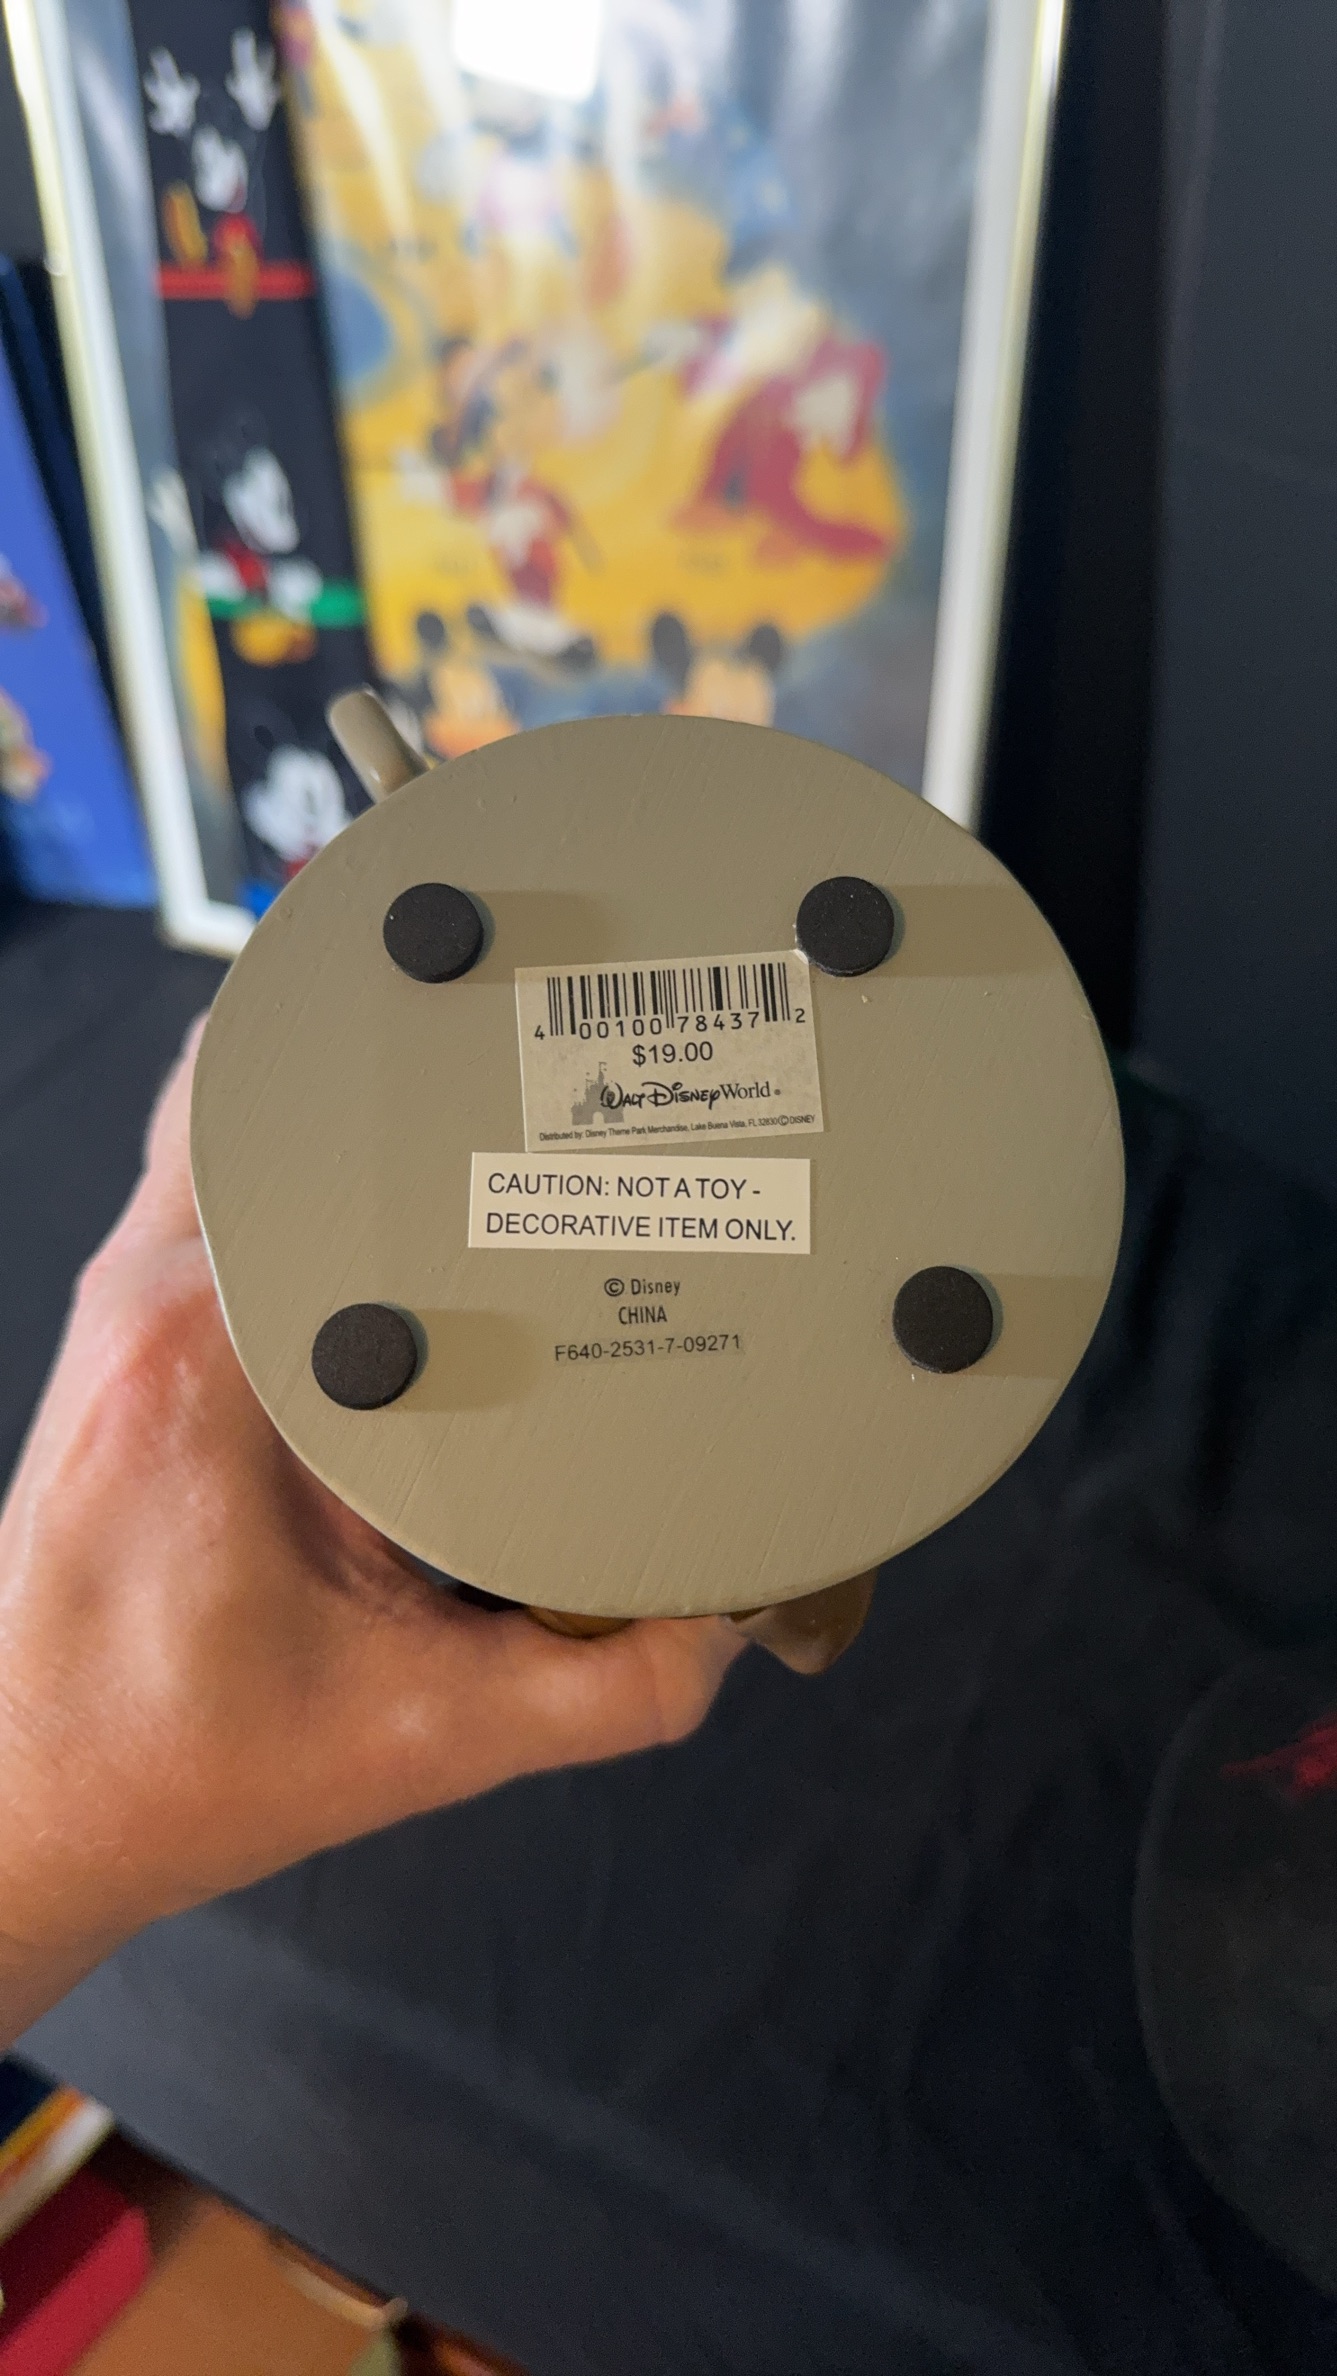 4 00100 78437 2
$19.00
WALT DISNEY World®
Distributed by: Disney Theme Park Merchandise, Lake Buena Vista, FL 32830 © DISNEY
CAUTION: NOT A TOY -
DECORATIVE ITEM ONLY.
© Disney
CHINA
F640-2531-7-09271